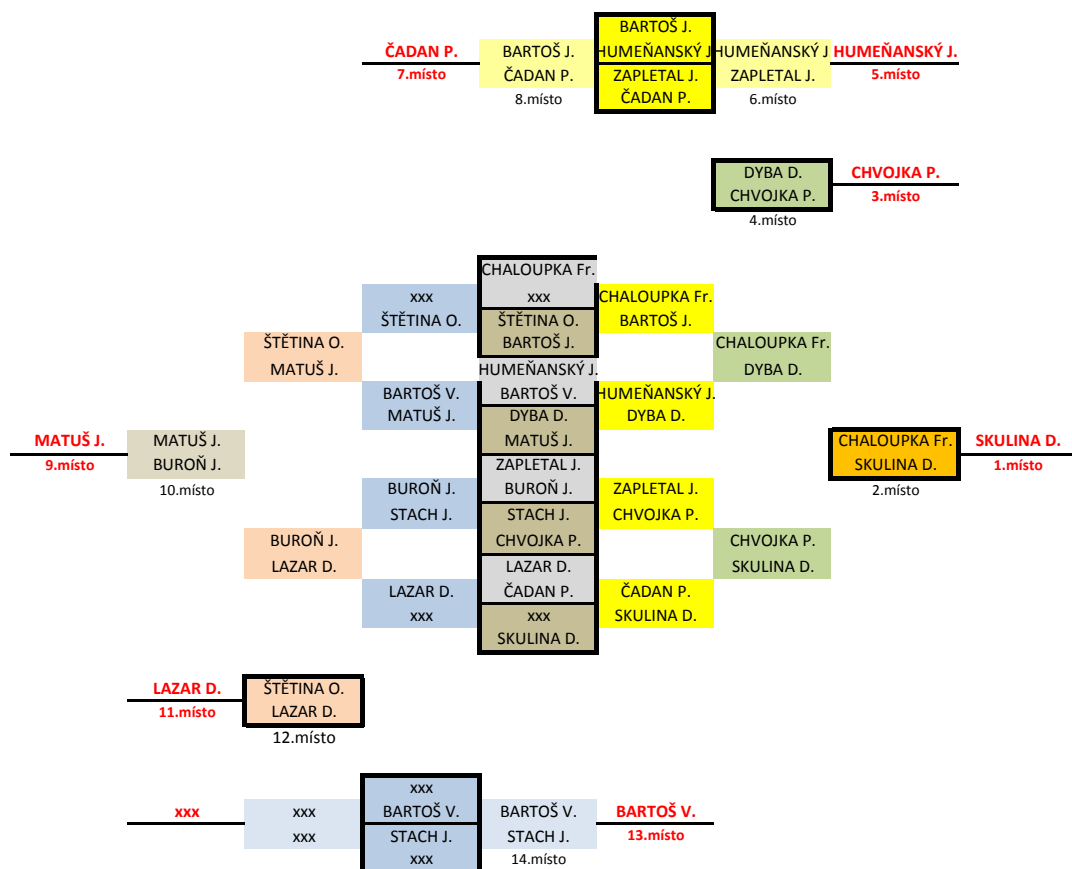 BARTOŠ J.
ČADAN P. BARTOŠ J. HUMEŇANSKÝ J HUMEŇANSKÝ J HUMEŇANSKÝ J.
7.místo ČADAN P. ZAPLETAL J. ZAPLETAL J. 5.místo
8.místo ČADAN P. 6.místo
DYBA D. CHVOJKA P.
CHVOJKA P. 3.místo
4.místo
CHALOUPKA Fr.
xxx xxx CHALOUPKA Fr.
ŠTĚTINA O. ŠTĚTINA O. BARTOŠ J.
ŠTĚTINA O. BARTOŠ J. CHALOUPKA Fr.
MATUŠ J. HUMEŇANSKÝ J. DYBA D.
BARTOŠ V. BARTOŠ V. HUMEŇANSKÝ J.
MATUŠ J. DYBA D. DYBA D.
MATUŠ J. MATUŠ J. MATUŠ J. CHALOUPKA Fr. SKULINA D.
9.místo BUROŇ J. ZAPLETAL J. SKULINA D. 1.místo
10.místo BUROŇ J. BUROŇ J. ZAPLETAL J. 2.místo
STACH J. STACH J. CHVOJKA P.
BUROŇ J. CHVOJKA P. CHVOJKA P.
LAZAR D. LAZAR D. SKULINA D.
LAZAR D. ČADAN P. ČADAN P.
xxx xxx SKULINA D.
SKULINA D.
LAZAR D. ŠTĚTINA O.
11.místo LAZAR D.
12.místo
xxx
xxx xxx BARTOŠ V. BARTOŠ V. BARTOŠ V.
xxx STACH J. STACH J. 13.místo
xxx 14.místo